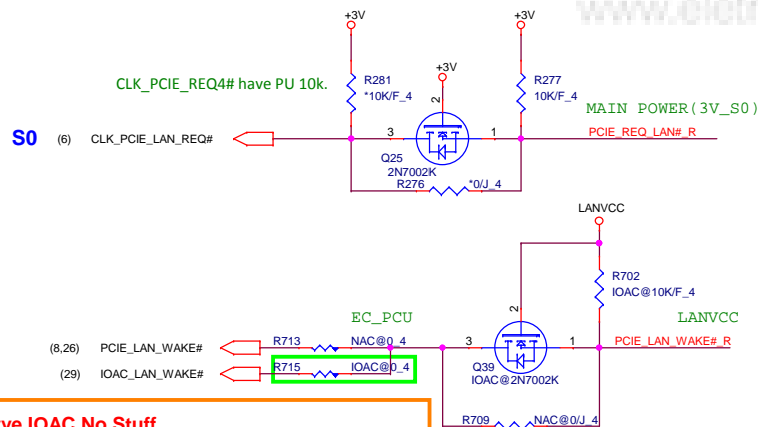 +3V
+3V
+3V
CLK_PCIE_REQ4# have PU 10k.
R281
*10K/F_4
R277
10K/F_4
2
MAIN POWER(3V_S0)
S0
(6)
CLK_PCIE_LAN_REQ#
3
1
PCIE_REQ_LAN#_R
Q25
2N7002K
R276
*0/J_4
LANVCC
R702
IOAC@10K/F_4
2
EC_PCU
LANVCC
(8,26)
PCIE_LAN_WAKE#
R713
NAC@0_4
3
1
PCIE_LAN_WAKE#_R
(29)
IOAC_LAN_WAKE#
R715
IOAC@0_4
Q39
IOAC@2N7002K
IOAC No Stuff
R709
NAC@0/J_4